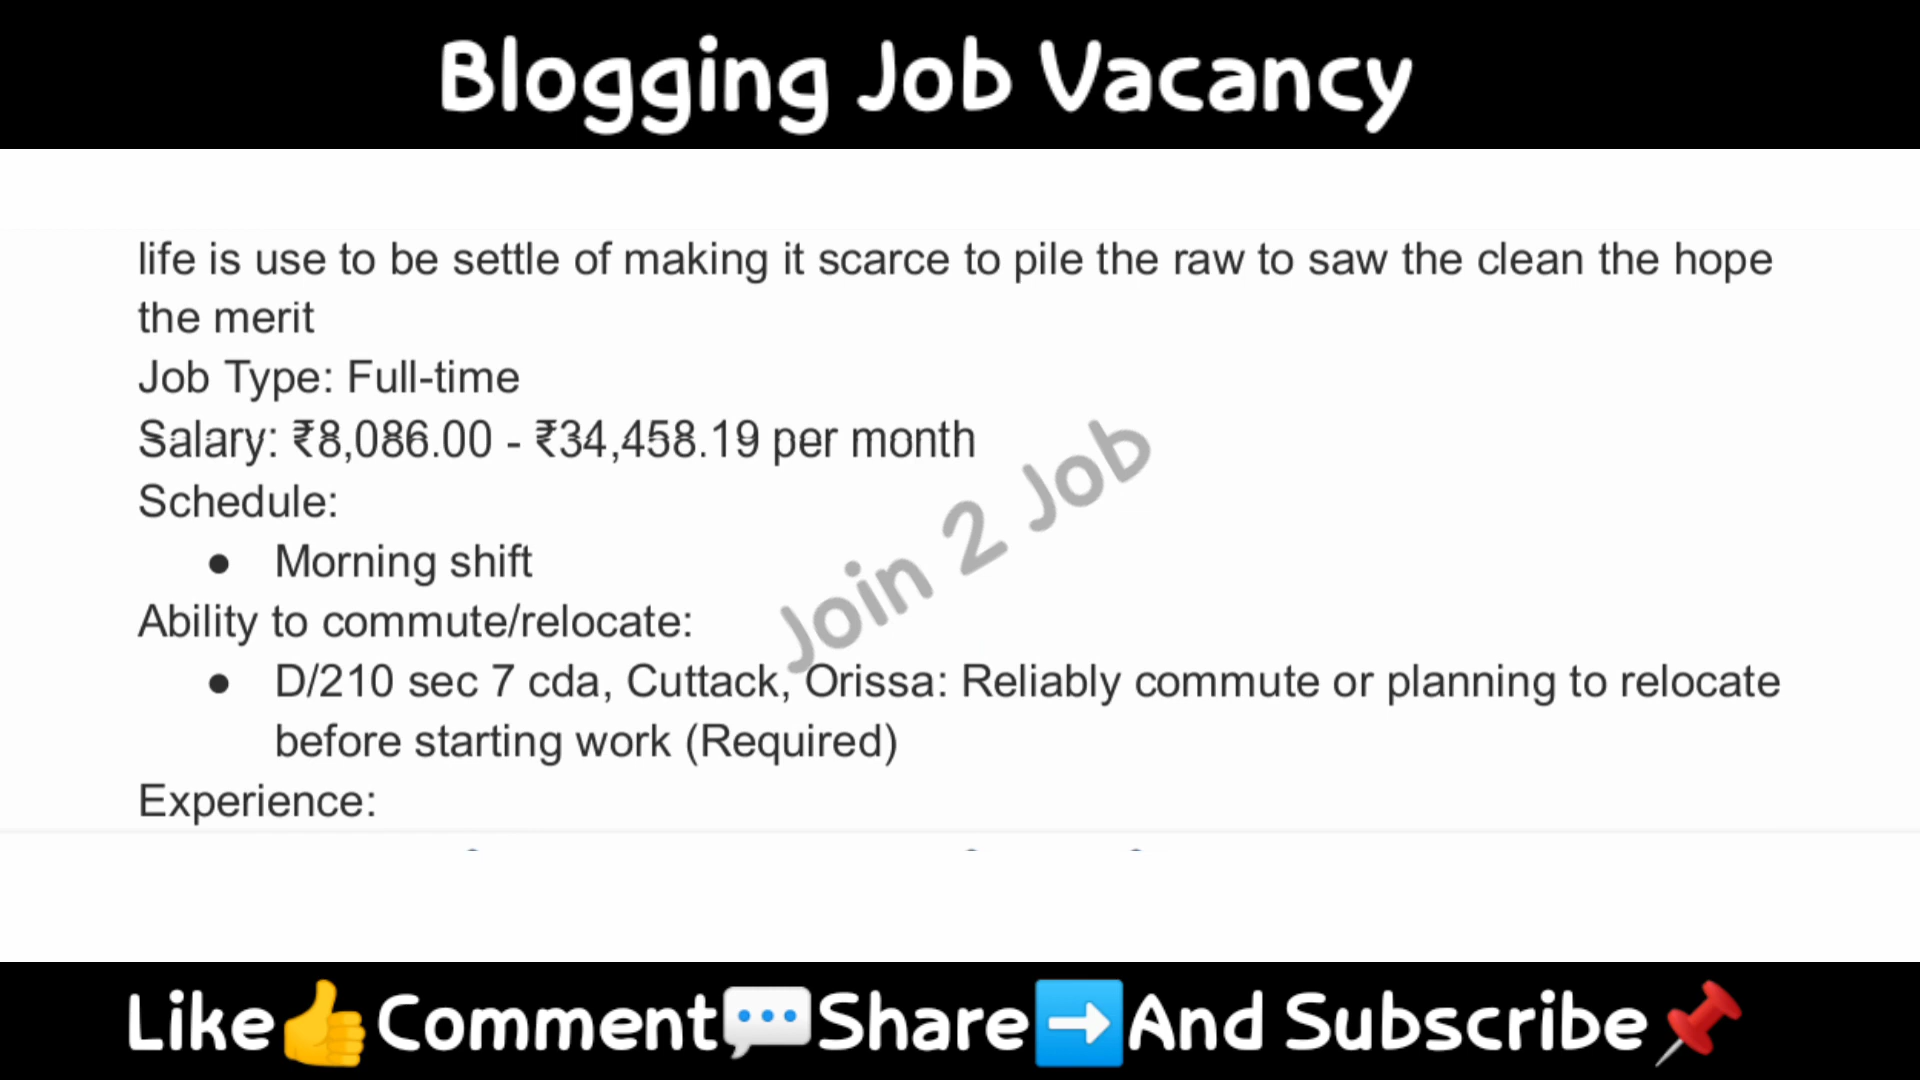 Blogging Job Vacancy
life is use to be settle of making it scarce to pile the raw to saw the clean the hope
the merit
Job Type: Full-time
Salary: ₹8,086.00 - ₹34,458.19 per month
Schedule:
● Morning shift
Ability to commute/relocate:
● D/210 sec 7 cda, Cuttack, Orissa: Reliably commute or planning to relocate
before starting work (Required)
Experience:
Join 2 Job
Like👍Comment💬Share➡️And Subscribe📌